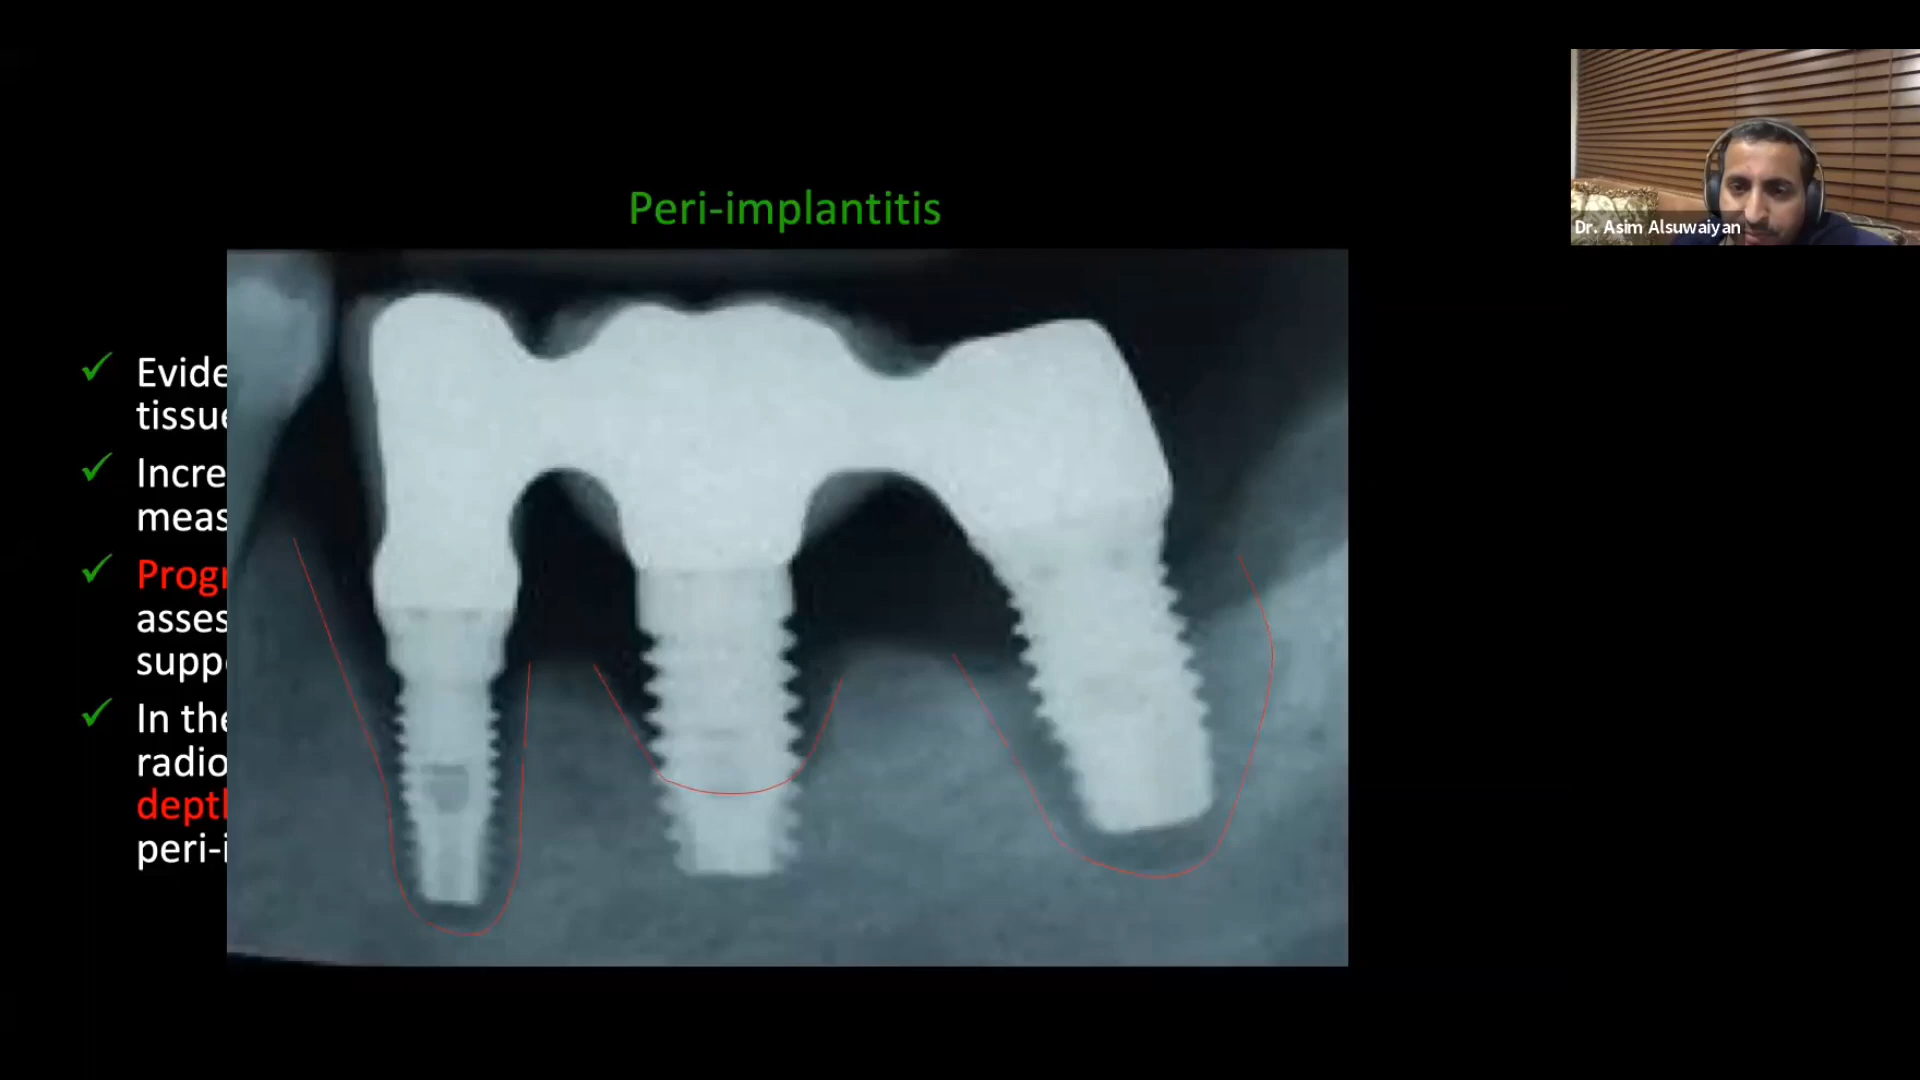 Peri-implantitis
Dr. Asim Alsuwaiyan
Evide
tissue
Incre
meas
Progr
asses
supp
In the
radio
depth
peri-i